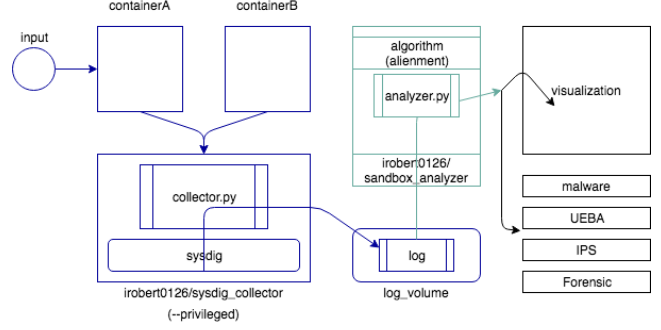 containerA
containerB
input
algorithm
(alienment)
analyzer.py
visualization
irobert0126/
sandbox_analyzer
collector.py
sysdig
log
irobert0126/sysdig_collector
(--privileged)
log_volume
malware
UEBA
IPS
Forensic